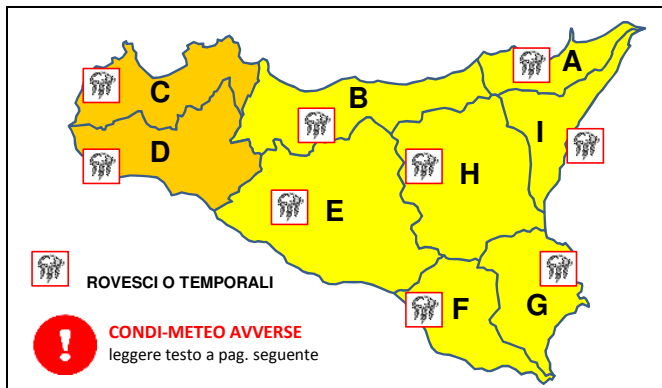 A
C
B
I
D
H
E
F
G
ROVESCI O TEMPORALI
CONDI-METEO AVVERSE
leggere testo a pag. seguente